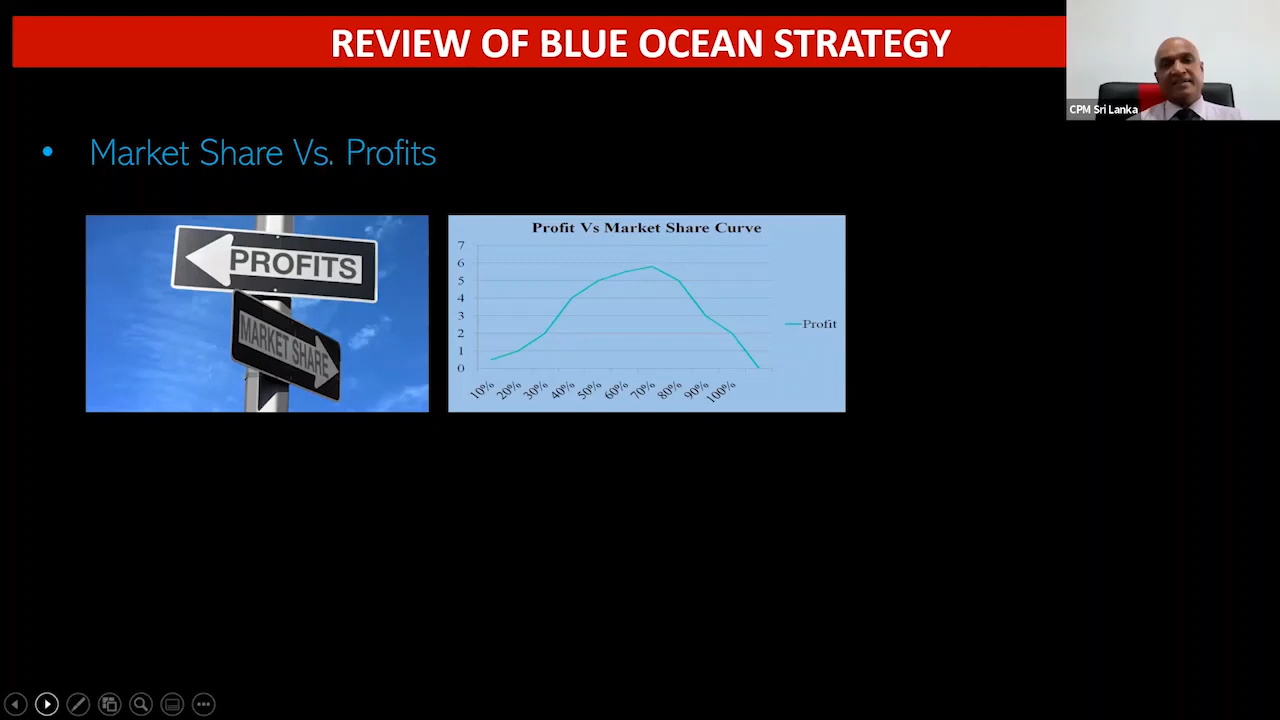 REVIEW OF BLUE OCEAN STRATEGY
CPM Sri Lanka
• Market Share Vs. Profits
PROFITS
MARKET SHARE
Profit Vs Market Share Curve
7
6
5
4
3
2
1
0
10% 20% 30% 40% 50% 60% 70% 80% 90% 100%
Profit